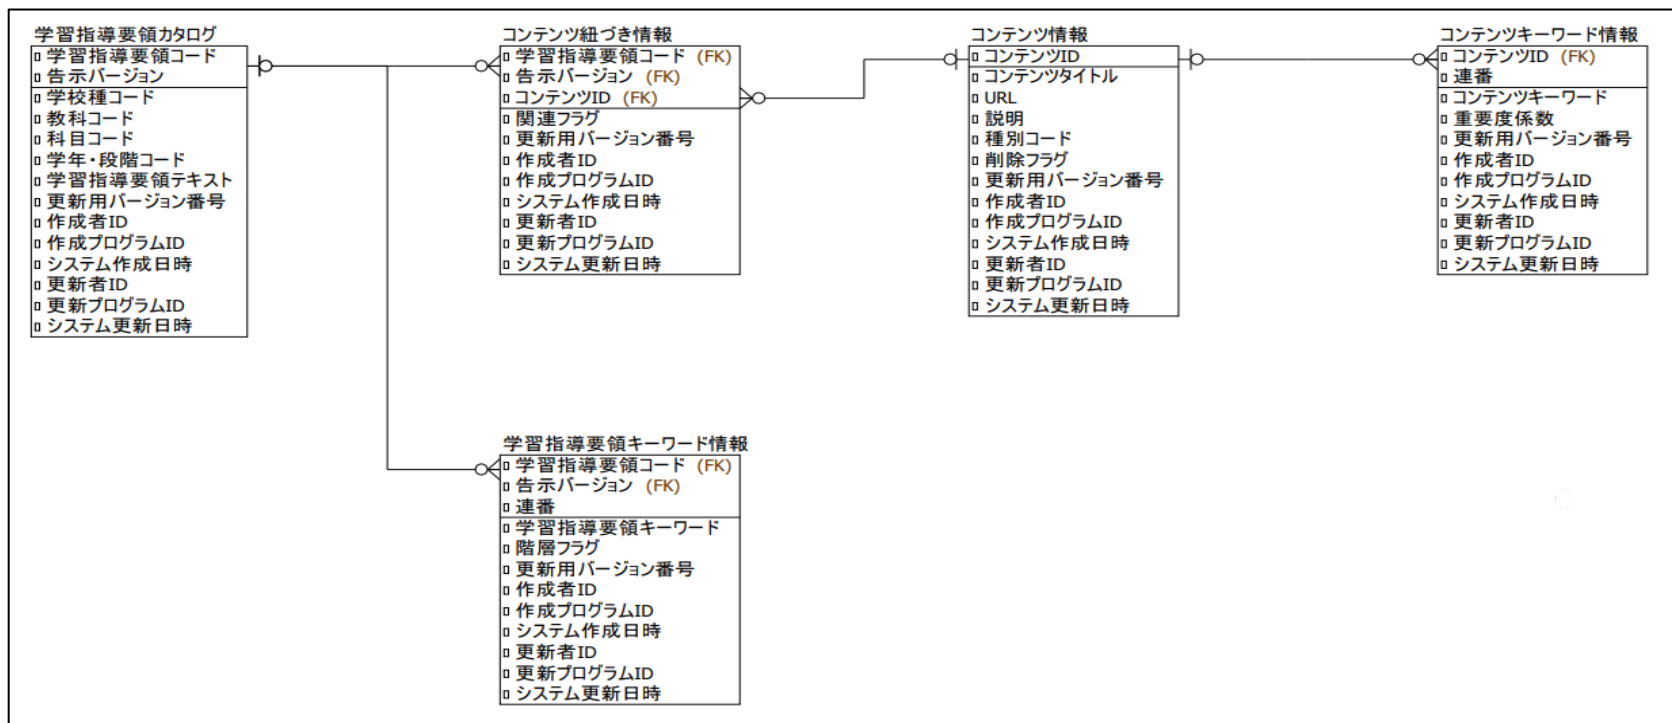 学習指導要領カタログ
学習指導要領コード
告示バージョン
学校種コード
教科コード
科目コード
学年・段階コード
学習指導要領テキスト
更新用バージョン番号
作成者ID
作成プログラムID
システム作成日時
更新者ID
更新プログラムID
システム更新日時
コンテンツ紐づき情報
学習指導要領コード (FK)
告示バージョン (FK)
コンテンツID (FK)
関連フラグ
更新用バージョン番号
作成者ID
作成プログラムID
システム作成日時
更新者ID
更新プログラムID
システム更新日時
コンテンツ情報
コンテンツID
コンテンツタイトル
URL
説明
種別コード
削除フラグ
更新用バージョン番号
作成者ID
作成プログラムID
システム作成日時
更新者ID
更新プログラムID
システム更新日時
コンテンツキーワード情報
コンテンツID (FK)
連番
コンテンツキーワード
重要度係数
更新用バージョン番号
作成者ID
作成プログラムID
システム作成日時
更新者ID
更新プログラムID
システム更新日時
学習指導要領キーワード情報
学習指導要領コード (FK)
告示バージョン (FK)
連番
学習指導要領キーワード
階層フラグ
更新用バージョン番号
作成者ID
作成プログラムID
システム作成日時
更新者ID
更新プログラムID
システム更新日時